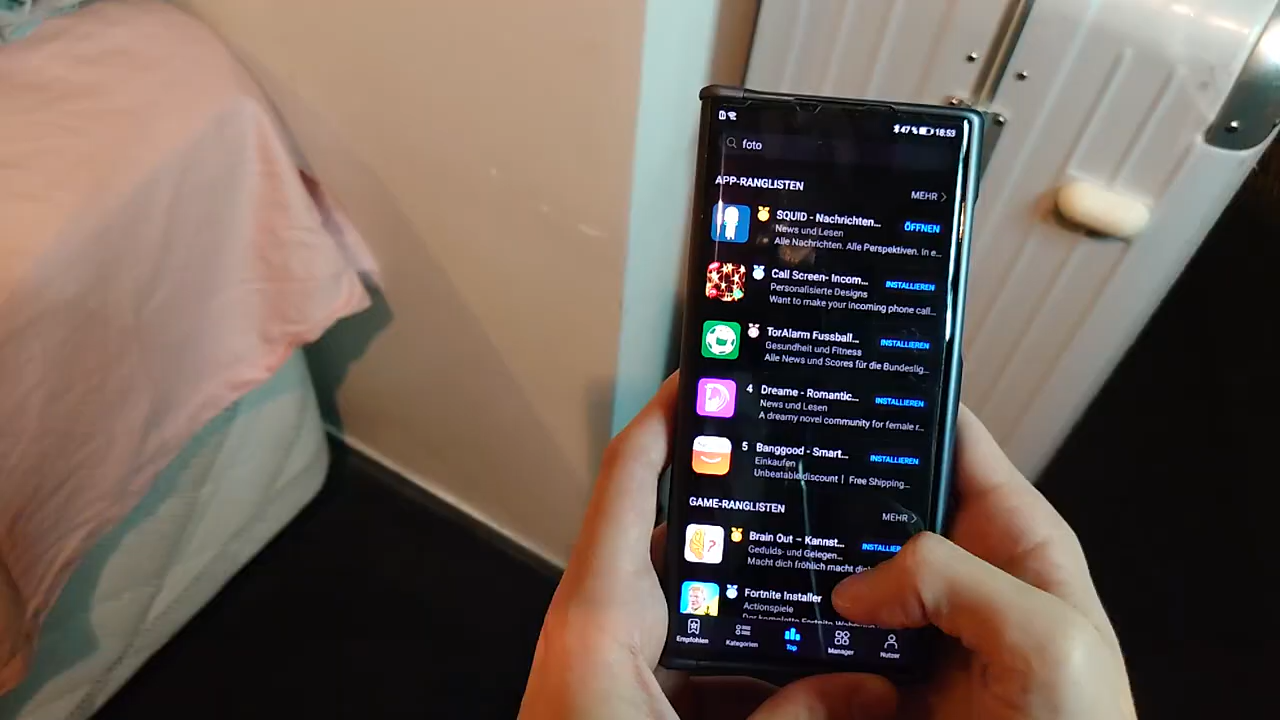 47 % 18:53
foto
APP-RANGLISTEN
MEHR
SQUID - Nachrichten...
News und Lesen
Alle Nachrichten. Alle Perspektiven. In e...
ÖFFNEN
Call Screen- Incom...
Personalisierte Designs
Want to make your incoming phone call...
INSTALLIEREN
TorAlarm Fussball...
Gesundheit und Fitness
Alle News und Scores für die Bundeslig...
INSTALLIEREN
4 Dreame - Romantic...
News und Lesen
A dreamy novel community for female r...
INSTALLIEREN
5 Banggood - Smart...
Einkaufen
Unbeatable discount | Free Shipping...
INSTALLIEREN
GAME-RANGLISTEN
MEHR
Brain Out – Kannst...
Gedulds- und Gelegen...
Macht dich fröhlich macht
Fortnite Installer
Actionspiele
Empfohlen
Kategorien
Top
Manager
Nutzer